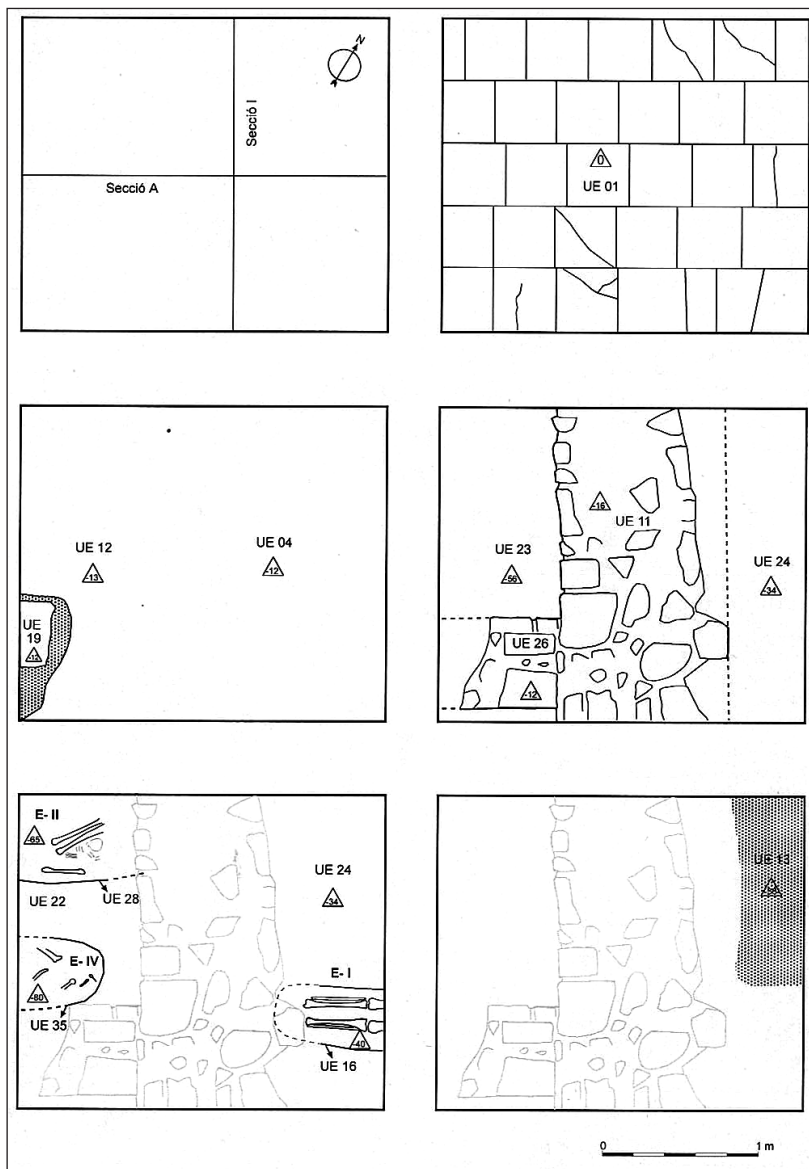 N
Secció I
Secció A
0
UE 01
UE 12
-13
UE 04
-12
UE
19
-12
-16
UE 11
UE 23
-56
UE 24
-34
UE 26
-12
E- II
-65
UE 22
UE 28
UE 24
-34
E- IV
-80
UE 35
E- I
-40
UE 16
UE 13
0
1 m